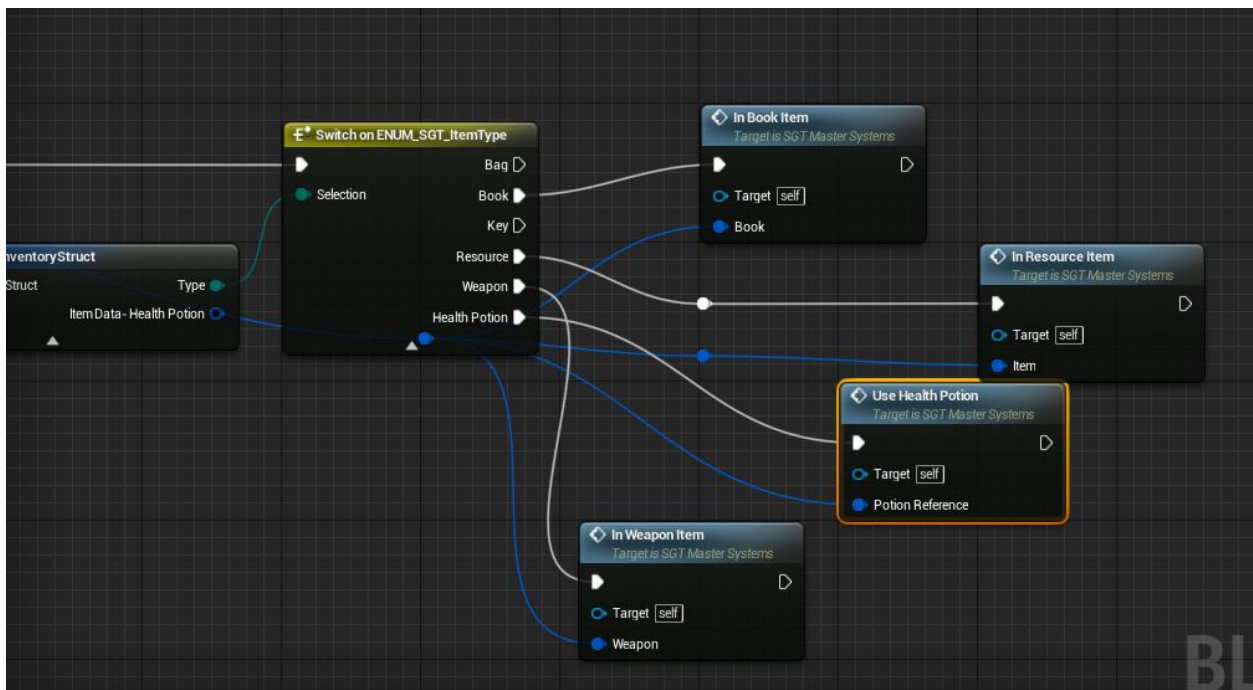 Switch on ENUM_SGT_ItemType
Bag
Selection
Book
Key
Resource
Weapon
Health Potion
nventoryStruct
Struct
Type
Item Data - Health Potion
In Book Item
Target is SGT Master Systems
Target self
Book
In Resource Item
Target is SGT Master Systems
Target self
Item
Use Health Potion
Target is SGT Master Systems
Target self
Potion Reference
In Weapon Item
Target is SGT Master Systems
Target self
Weapon
BL